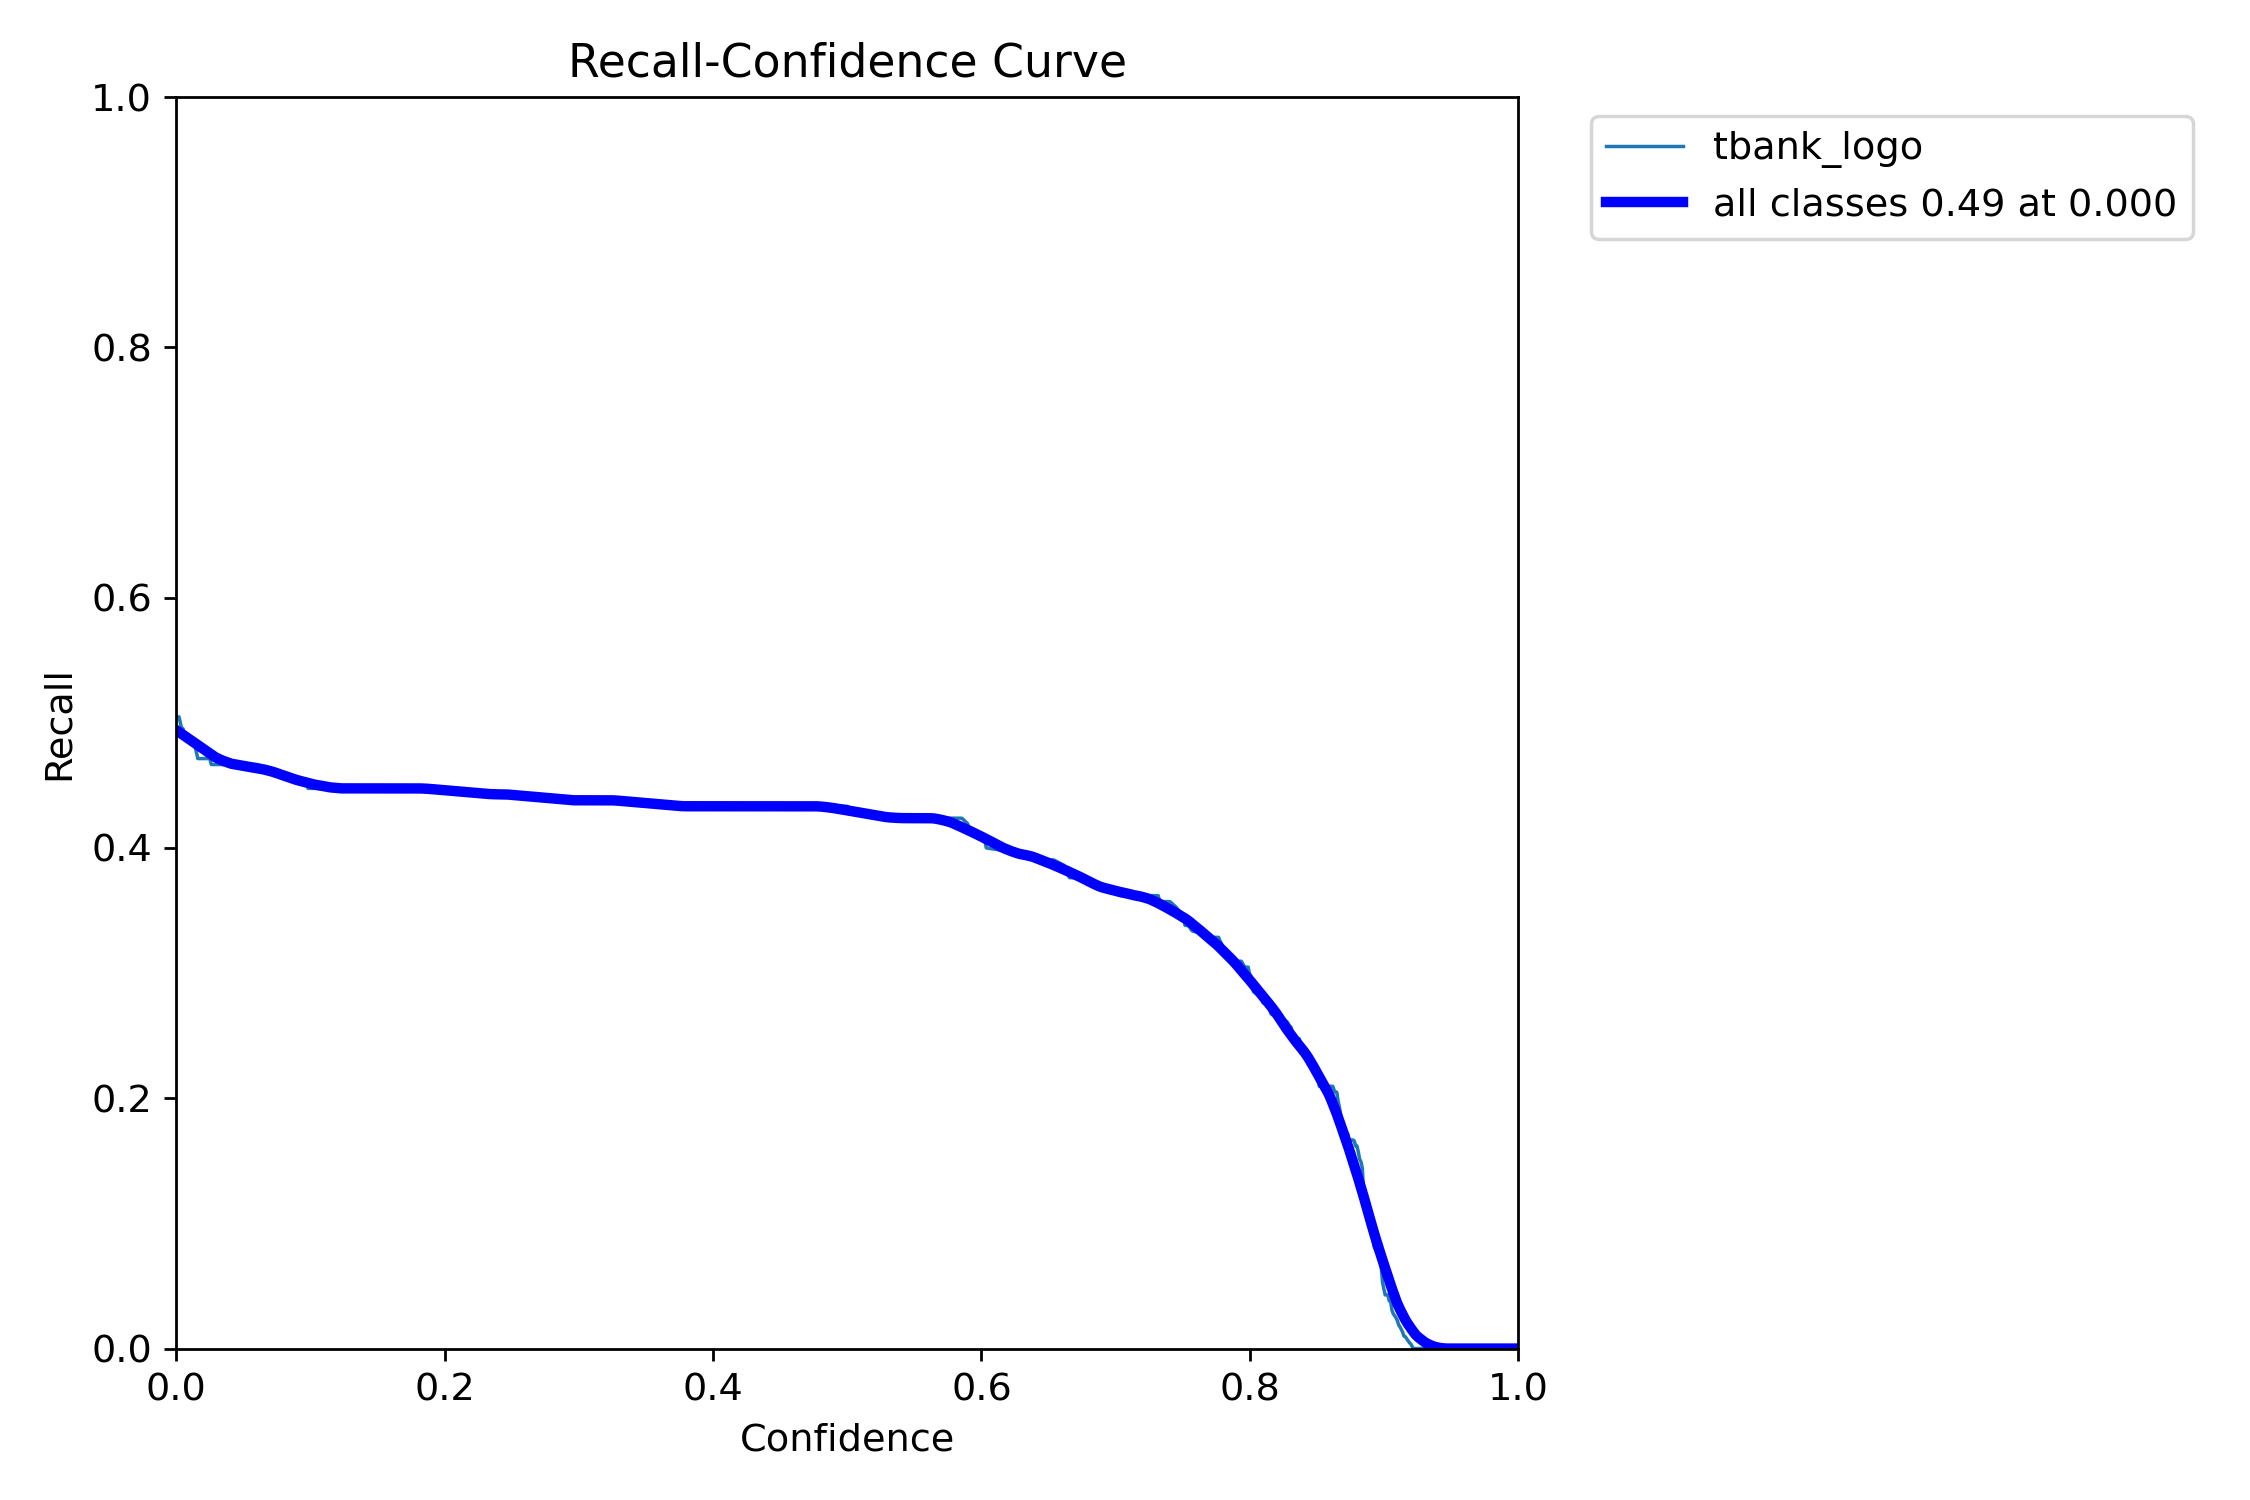 Recall-Confidence Curve
1.0
0.8
0.6
0.4
0.2
0.0
Recall
0.0 0.2 0.4 0.6 0.8 1.0
Confidence
tbank_logo
all classes 0.49 at 0.000